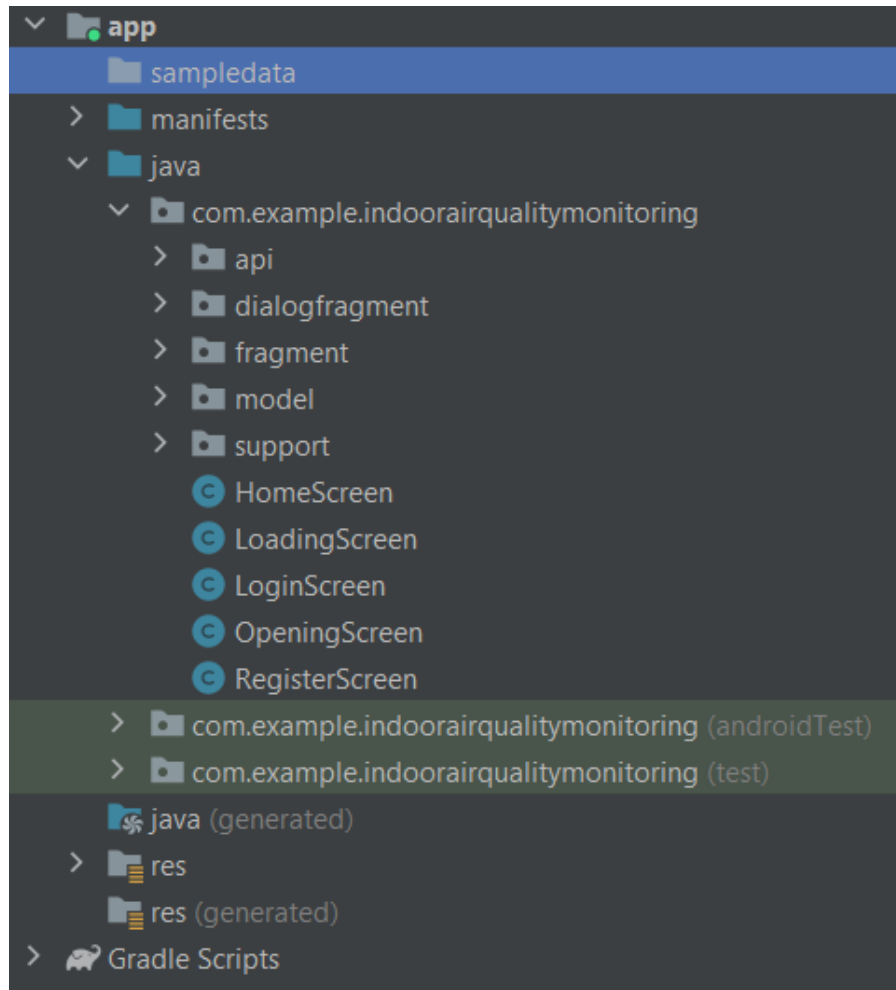 app
sampledata
manifests
java
com.example.indoorairqualitymonitoring
api
dialogfragment
fragment
model
support
HomeScreen
LoadingScreen
LoginScreen
OpeningScreen
RegisterScreen
com.example.indoorairqualitymonitoring (androidTest)
com.example.indoorairqualitymonitoring (test)
java (generated)
res
res (generated)
Gradle Scripts